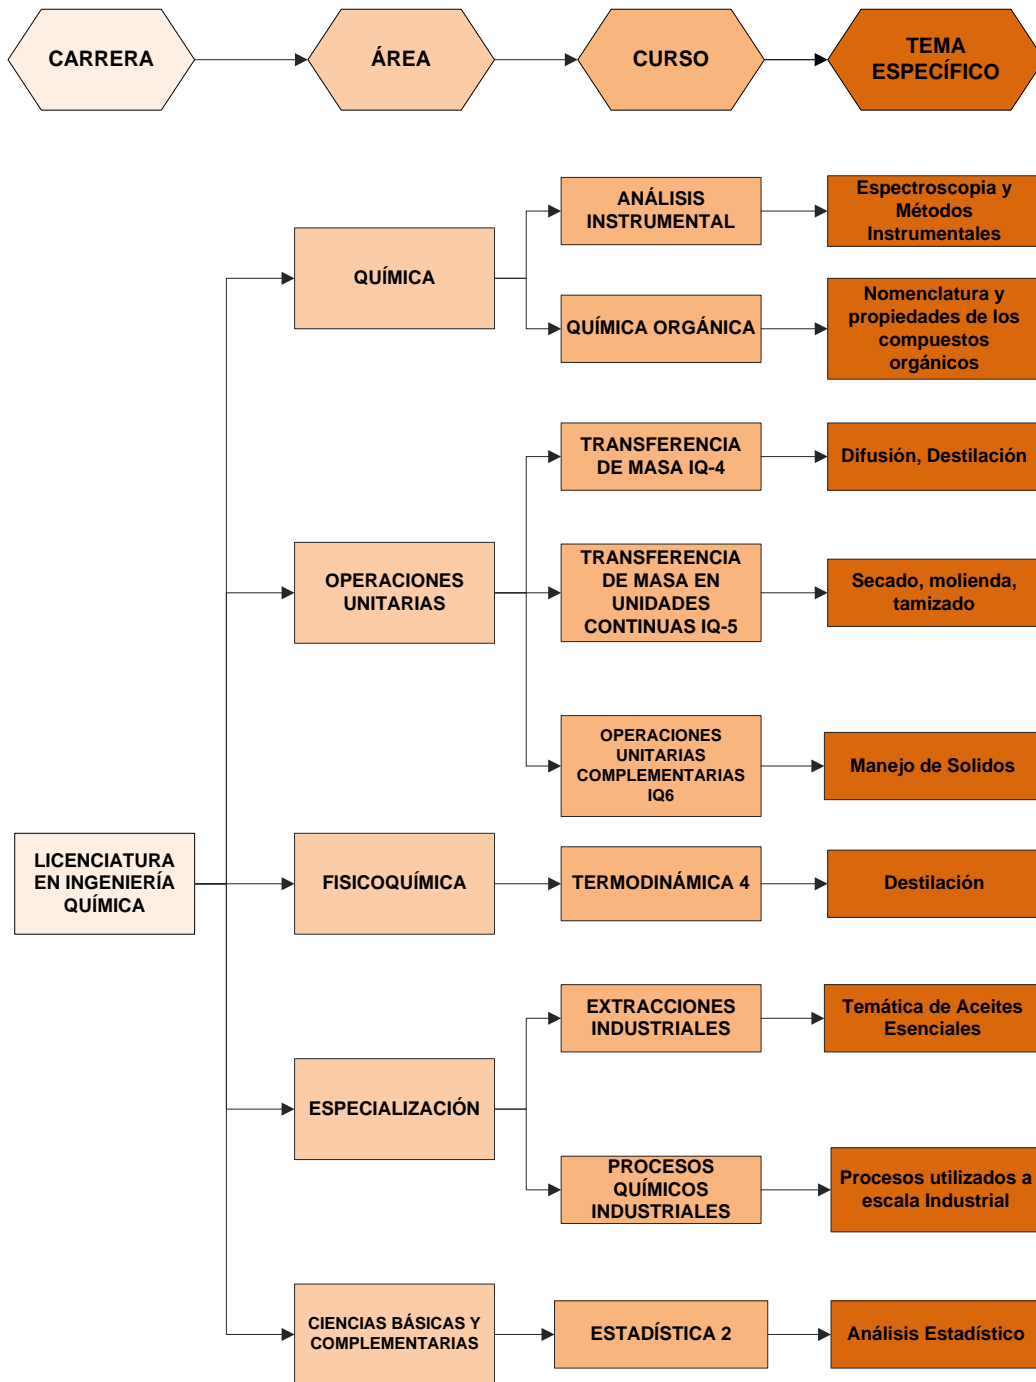 CARRERA
ÁREA
CURSO
TEMA
ESPECÍFICO
LICENCIATURA
EN INGENIERÍA
QUÍMICA
QUÍMICA
ANÁLISIS
INSTRUMENTAL
Espectroscopia y
Métodos
Instrumentales
QUÍMICA ORGÁNICA
Nomenclatura y
propiedades de los
compuestos
orgánicos
OPERACIONES
UNITARIAS
TRANSFERENCIA
DE MASA IQ-4
Difusión, Destilación
TRANSFERENCIA
DE MASA EN
UNIDADES
CONTINUAS IQ-5
Secado, molienda,
tamizado
OPERACIONES
UNITARIAS
COMPLEMENTARIAS
IQ6
Manejo de Solidos
FISICOQUÍMICA
TERMODINÁMICA 4
Destilación
ESPECIALIZACIÓN
EXTRACCIONES
INDUSTRIALES
Temática de Aceites
Esenciales
PROCESOS
QUÍMICOS
INDUSTRIALES
Procesos utilizados a
escala Industrial
CIENCIAS BÁSICAS Y
COMPLEMENTARIAS
ESTADÍSTICA 2
Análisis Estadístico